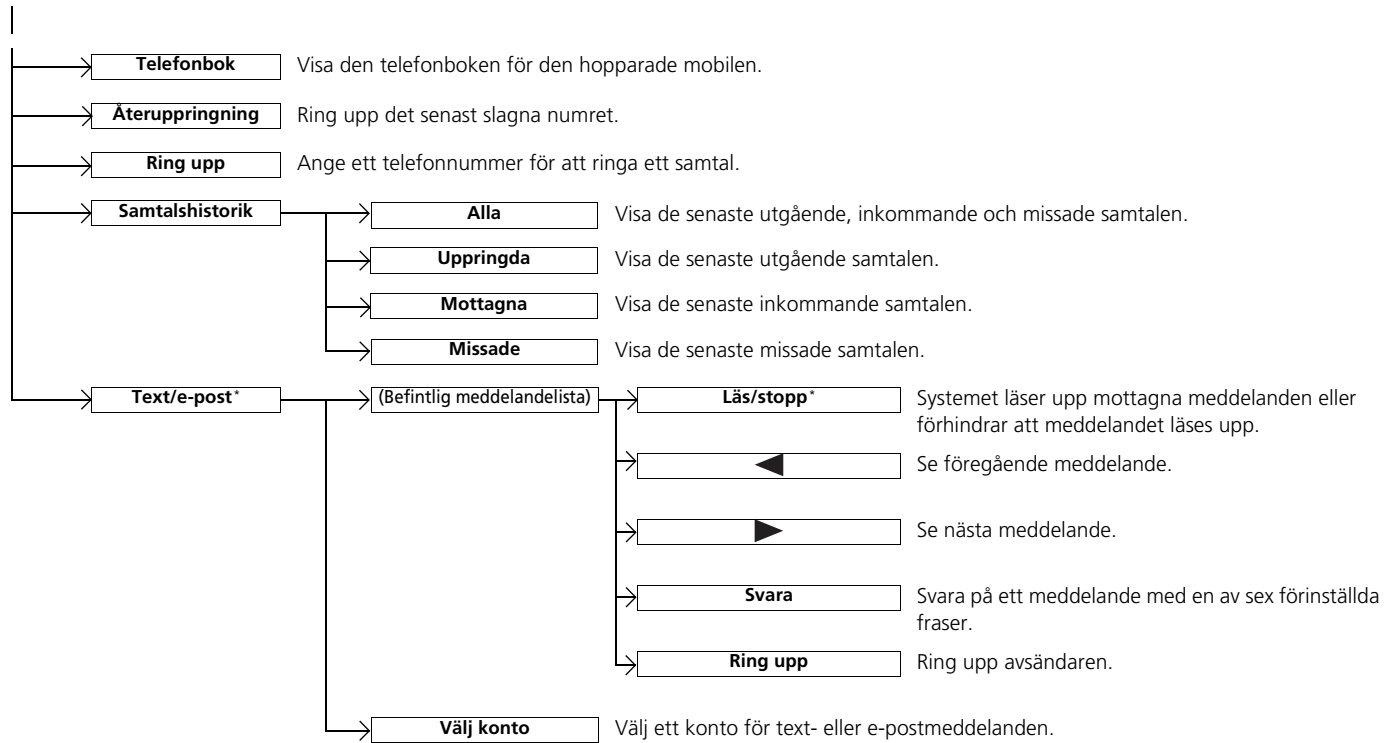 Telefonbok Visa den telefonboken för den hopparade mobilen.
Återuppringning Ring upp det senast slagna numret.
Ring upp Ange ett telefonnummer för att ringa ett samtal.
Samtalshistorik Alla Visa de senaste utgående, inkommande och missade samtalen.
Uppringda Visa de senaste utgående samtalen.
Mottagna Visa de senaste inkommande samtalen.
Missade Visa de senaste missade samtalen.
Text/e-post* (Befintlig meddelandelista) Läs/stopp* Systemet läser upp mottagna meddelanden eller
förhindrar att meddelandet läses upp.
◀ Se föregående meddelande.
▶ Se nästa meddelande.
Svara Svara på ett meddelande med en av sex förinställda
fraser.
Ring upp Ring upp avsändaren.
Välj konto Välj ett konto för text- eller e-postmeddelanden.